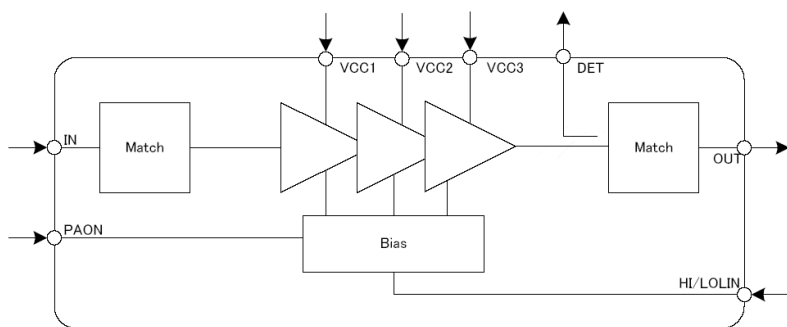 VCC1
VCC2
VCC3
DET
IN
Match
Match
OUT
PAON
Bias
HI/LOLIN